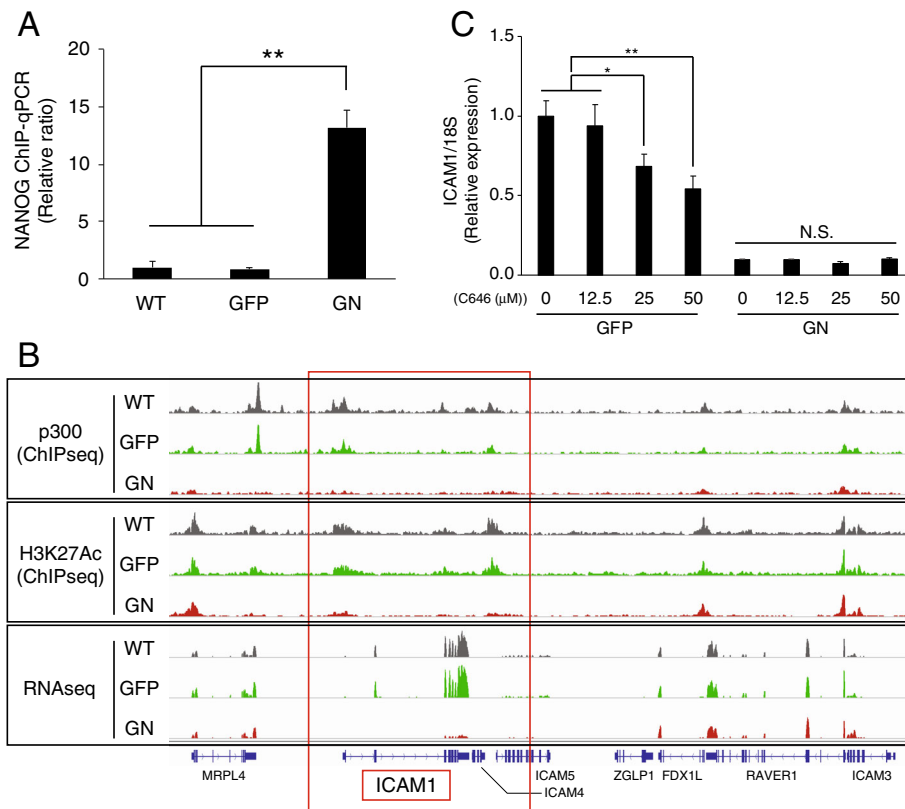 A
20
15
10
5
0
NANOG ChIP-qPCR
(Relative ratio)
**
WT
GFP
GN
C
1.5
1.0
0.5
0.0
ICAM1/18S
(Relative expression)
**
*
N.S.
(C646 (μM))
0
12.5
25
50
0
12.5
25
50
GFP
GN
B
p300
(ChIPseq)
WT
GFP
GN
H3K27Ac
(ChIPseq)
WT
GFP
GN
RNAseq
WT
GFP
GN
MRPL4
ICAM1
ICAM4
ICAM5
ZGLP1
FDX1L
RAVER1
ICAM3